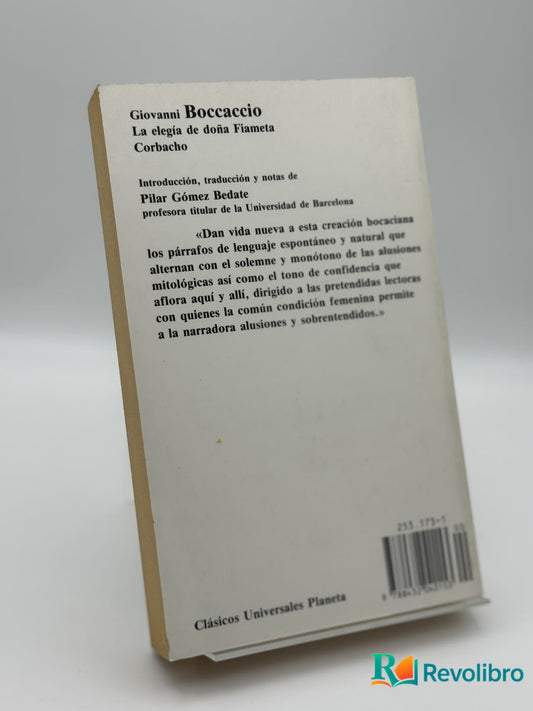 Giovanni Boccaccio
La elegía de doña Fiameta
Corbacho
Introducción, traducción y notas de
Pilar Gómez Bedate
profesora titular de la Universidad de Barcelona
«Dan vida nueva a esta creación bocaciana
los párrafos de lenguaje espontáneo y natural que
alternan con el solemne y monótono de las alusiones
mitológicas así como el tono de confidencia que
aflora aquí y allí, dirigido a las pretendidas lectoras
con quienes la común condición femenina permite
a la narradora alusiones y sobrentendidos.»
253.175-1
Clásicos Universales Planeta
Revolibro